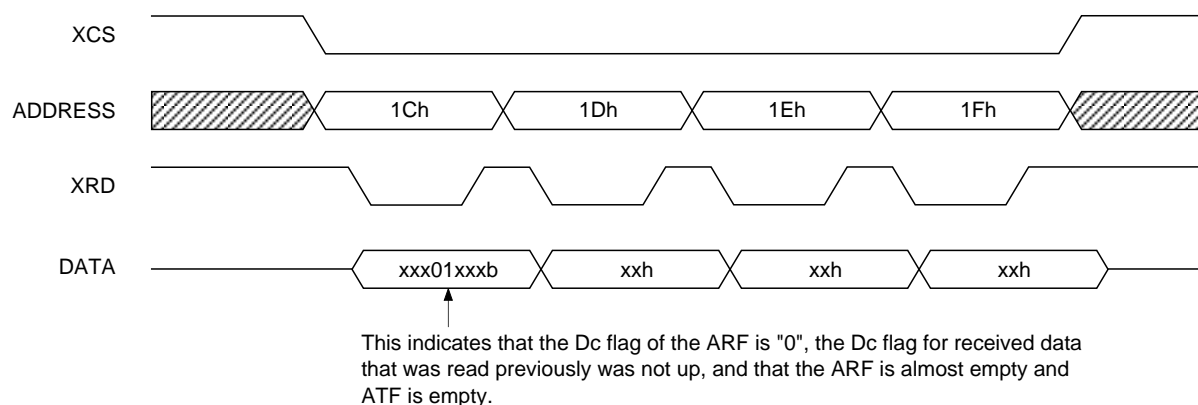 XCS
ADDRESS 1Ch 1Dh 1Eh 1Fh
XRD
DATA xxx01xxxb xxh xxh xxh
This indicates that the Dc flag of the ARF is "0", the Dc flag for received data
that was read previously was not up, and that the ARF is almost empty and
ATF is empty.